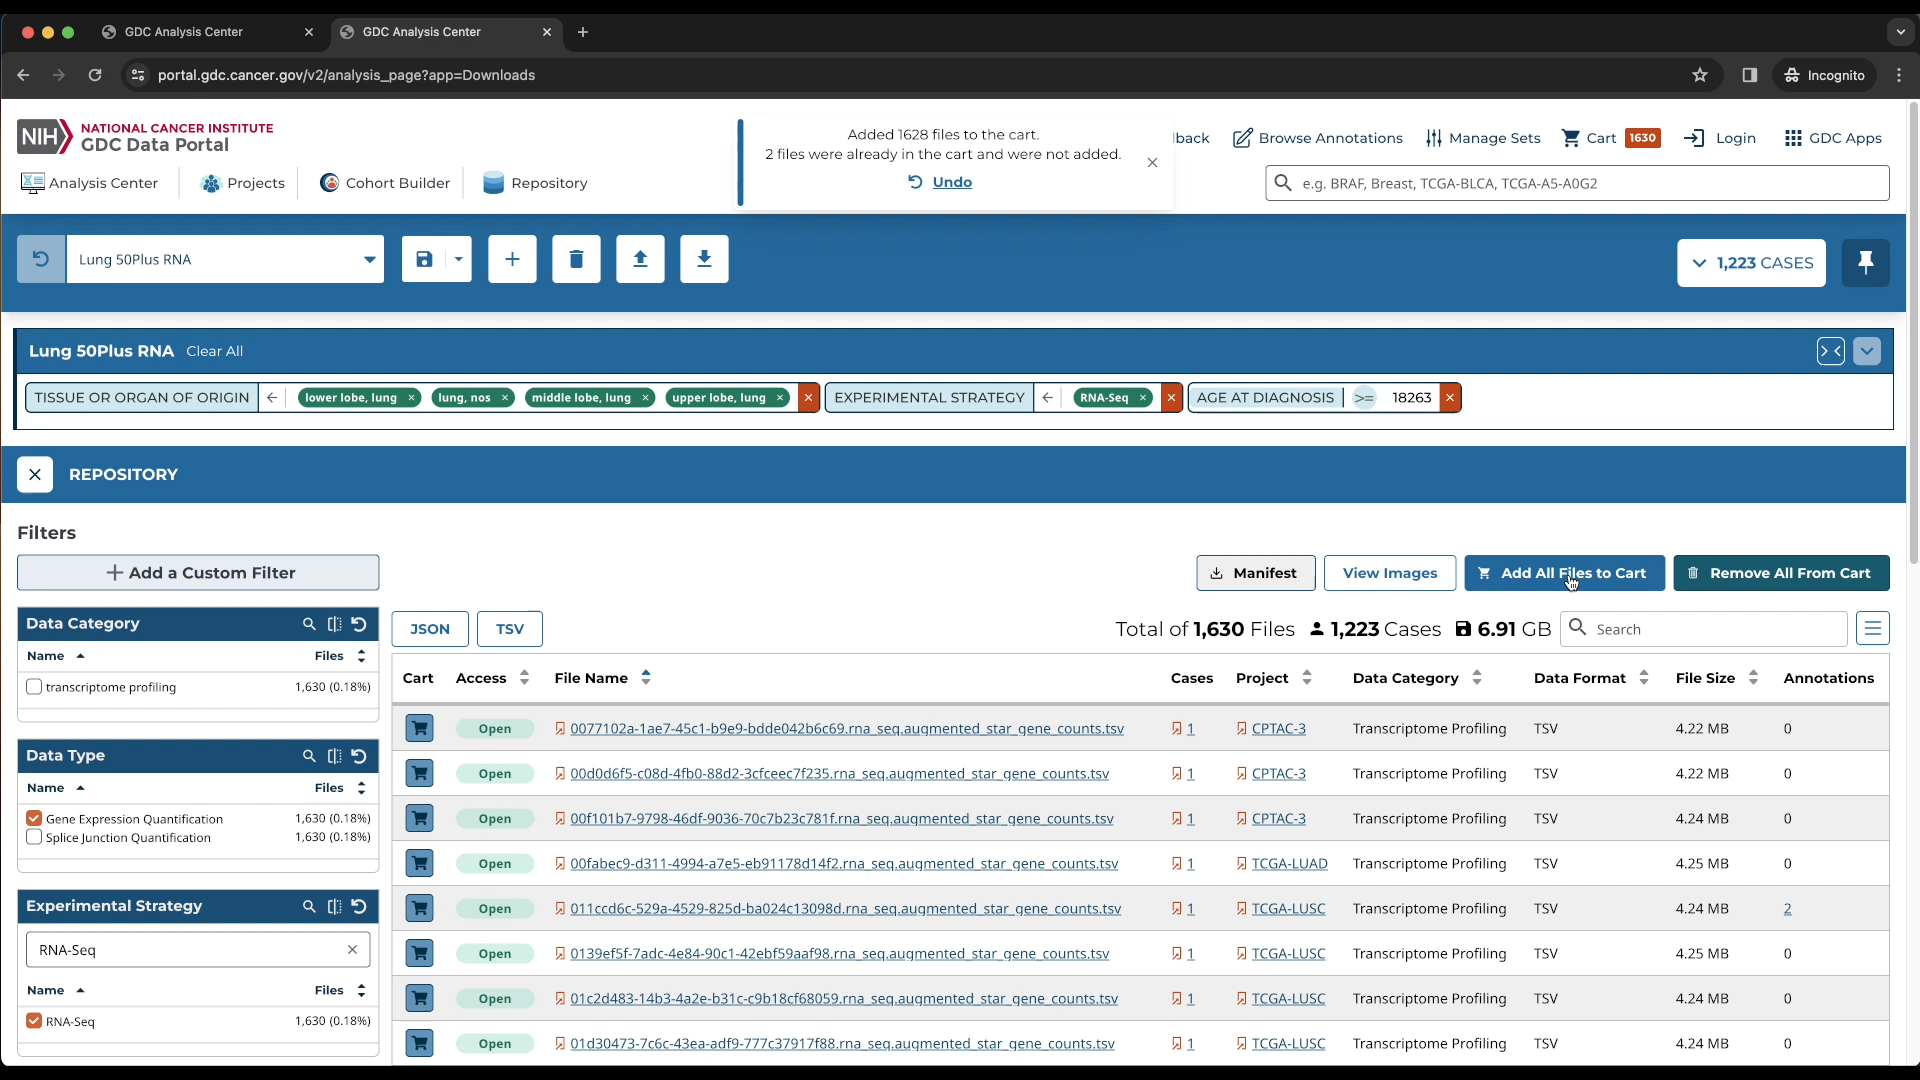 GDC Analysis Center
GDC Analysis Center
portal.gdc.cancer.gov/v2/analysis_page?app=Downloads
Incognito
NIH
NATIONAL CANCER INSTITUTE
GDC Data Portal
Added 1628 files to the cart.
2 files were already in the cart and were not added.
Undo
lback
Browse Annotations
Manage Sets
Cart 1630
Login
GDC Apps
Analysis Center
Projects
Cohort Builder
Repository
e.g. BRAF, Breast, TCGA-BLCA, TCGA-A5-A0G2
Lung 50Plus RNA
1,223 CASES
Lung 50Plus RNA Clear All
TISSUE OR ORGAN OF ORIGIN lower lobe, lung lung, nos middle lobe, lung upper lobe, lung EXPERIMENTAL STRATEGY RNA-Seq AGE AT DIAGNOSIS >= 18263
REPOSITORY
Filters
+ Add a Custom Filter
Manifest
View Images
Add All Files to Cart
Remove All From Cart
Data Category
Name Files
transcriptome profiling 1,630 (0.18%)
Data Type
Name Files
Gene Expression Quantification 1,630 (0.18%)
Splice Junction Quantification 1,630 (0.18%)
Experimental Strategy
RNA-Seq
Name Files
RNA-Seq 1,630 (0.18%)
JSON
TSV
Total of 1,630 Files 1,223 Cases 6.91 GB
Search
Cart Access File Name Cases Project Data Category Data Format File Size Annotations
Open 0077102a-1ae7-45c1-b9e9-bdde042b6c69.rna_seq.augmented_star_gene_counts.tsv 1 CPTAC-3 Transcriptome Profiling TSV 4.22 MB 0
Open 00d0d6f5-c08d-4fb0-88d2-3cfceec7f235.rna_seq.augmented_star_gene_counts.tsv 1 CPTAC-3 Transcriptome Profiling TSV 4.22 MB 0
Open 00f101b7-9798-46df-9036-70c7b23c781f.rna_seq.augmented_star_gene_counts.tsv 1 CPTAC-3 Transcriptome Profiling TSV 4.24 MB 0
Open 00fabec9-d311-4994-a7e5-eb91178d14f2.rna_seq.augmented_star_gene_counts.tsv 1 TCGA-LUAD Transcriptome Profiling TSV 4.25 MB 0
Open 011ccd6c-529a-4529-825d-ba024c13098d.rna_seq.augmented_star_gene_counts.tsv 1 TCGA-LUSC Transcriptome Profiling TSV 4.24 MB 2
Open 0139ef5f-7adc-4e84-90c1-42ebf59aaf98.rna_seq.augmented_star_gene_counts.tsv 1 TCGA-LUSC Transcriptome Profiling TSV 4.25 MB 0
Open 01c2d483-14b3-4a2e-b31c-c9b18cf68059.rna_seq.augmented_star_gene_counts.tsv 1 TCGA-LUSC Transcriptome Profiling TSV 4.24 MB 0
Open 01d30473-7c6c-43ea-adf9-777c37917f88.rna_seq.augmented_star_gene_counts.tsv 1 TCGA-LUSC Transcriptome Profiling TSV 4.24 MB 0